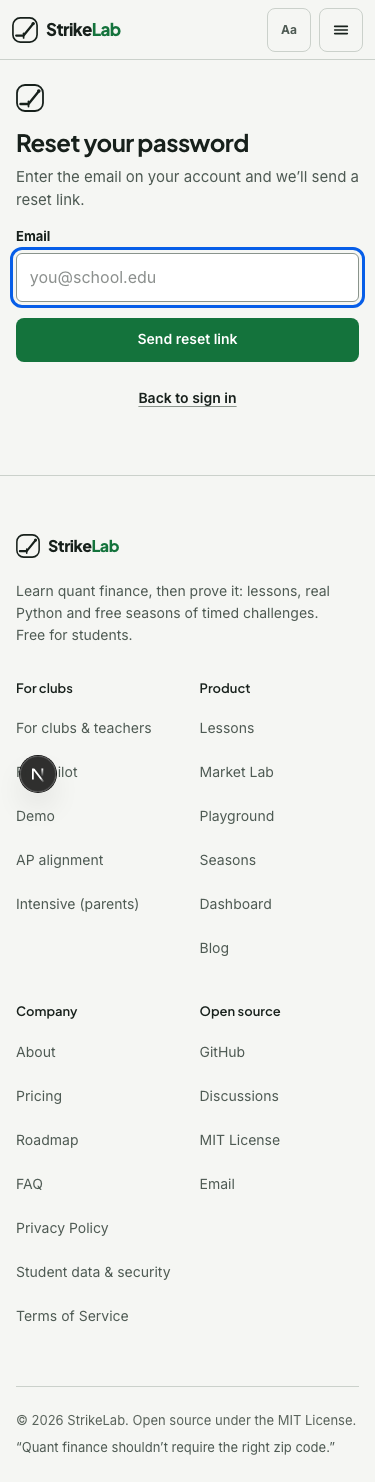 StrikeLab
Aa
Reset your password
Enter the email on your account and we’ll send a
reset link.
Email
you@school.edu
Send reset link
Back to sign in
StrikeLab
Learn quant finance, then prove it: lessons, real
Python and free seasons of timed challenges.
Free for students.
For clubs
For clubs & teachers
N
Demo
AP alignment
Intensive (parents)
Product
Lessons
Market Lab
Playground
Seasons
Dashboard
Blog
Company
About
Pricing
Roadmap
FAQ
Privacy Policy
Student data & security
Terms of Service
Open source
GitHub
Discussions
MIT License
Email
© 2026 StrikeLab. Open source under the MIT License.
“Quant finance shouldn’t require the right zip code.”